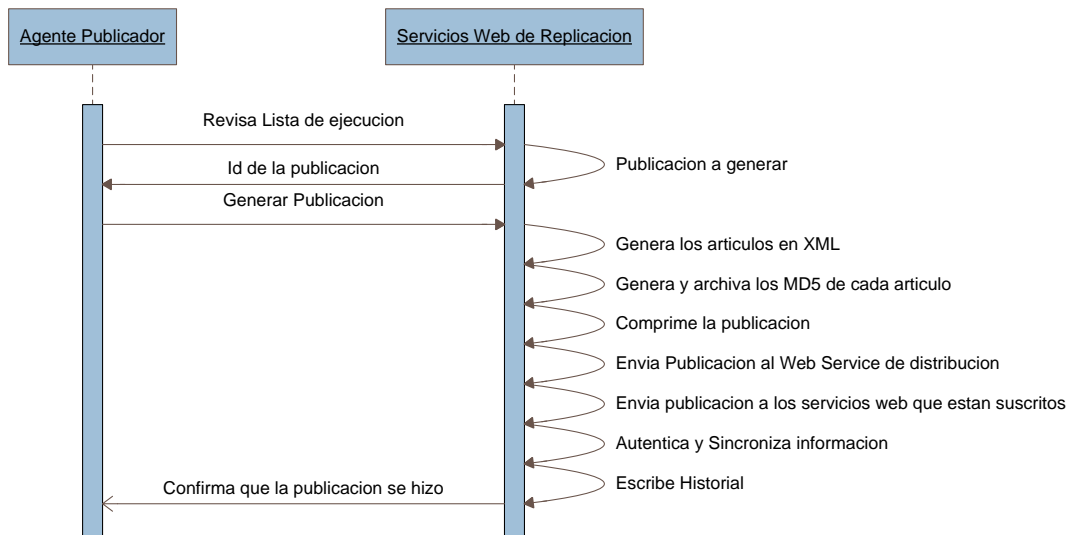 Agente Publicador
Servicios Web de Replicacion
Revisa Lista de ejecucion
Publicacion a generar
Id de la publicacion
Generar Publicacion
Genera los articulos en XML
Genera y archiva los MD5 de cada articulo
Comprime la publicacion
Envia Publicacion al Web Service de distribucion
Envia publicacion a los servicios web que estan suscritos
Autentica y Sincroniza informacion
Escribe Historial
Confirma que la publicacion se hizo